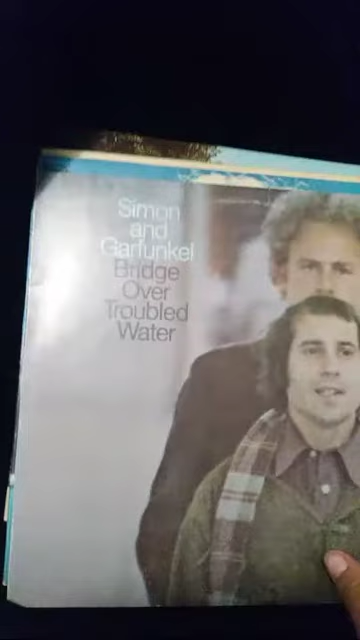 Simon
and
Garfunkel
Bridge
Over
Troubled
Water